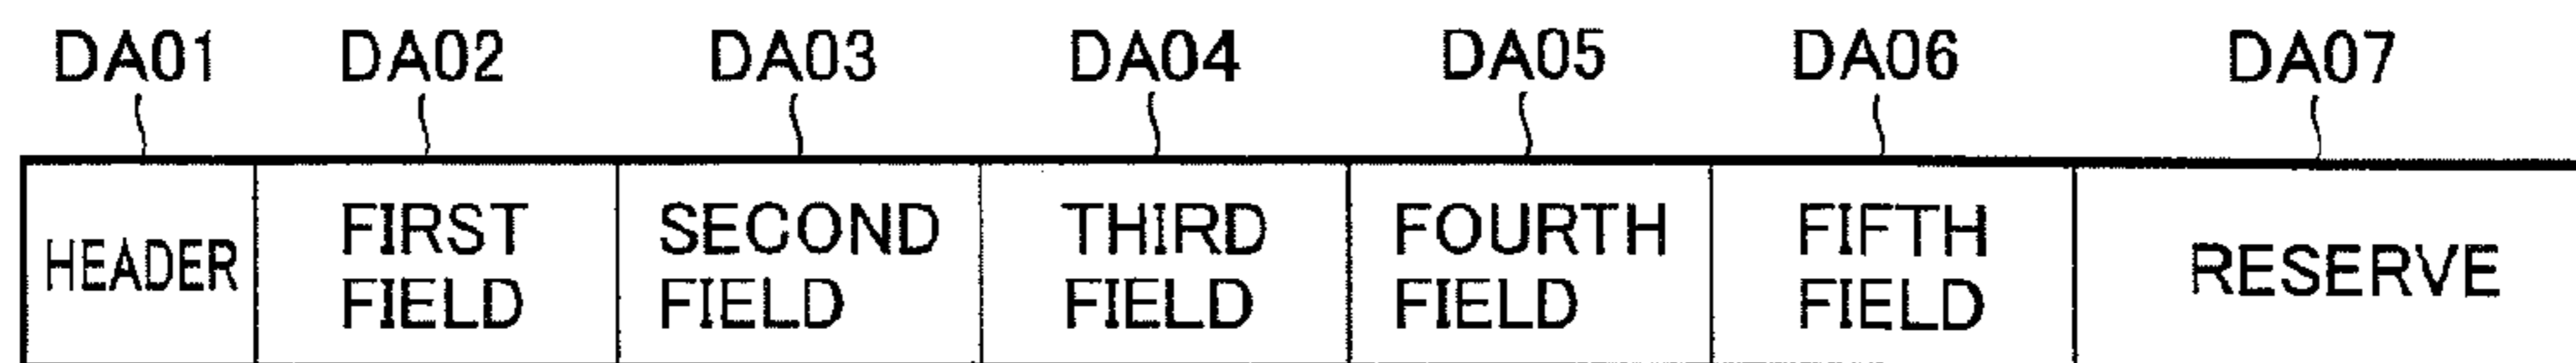 DA01 DA02 DA03 DA04 DA05 DA06 DA07
HEADER
FIRST
FIELD
SECOND
FIELD
THIRD
FIELD
FOURTH
FIELD
FIFTH
FIELD
RESERVE